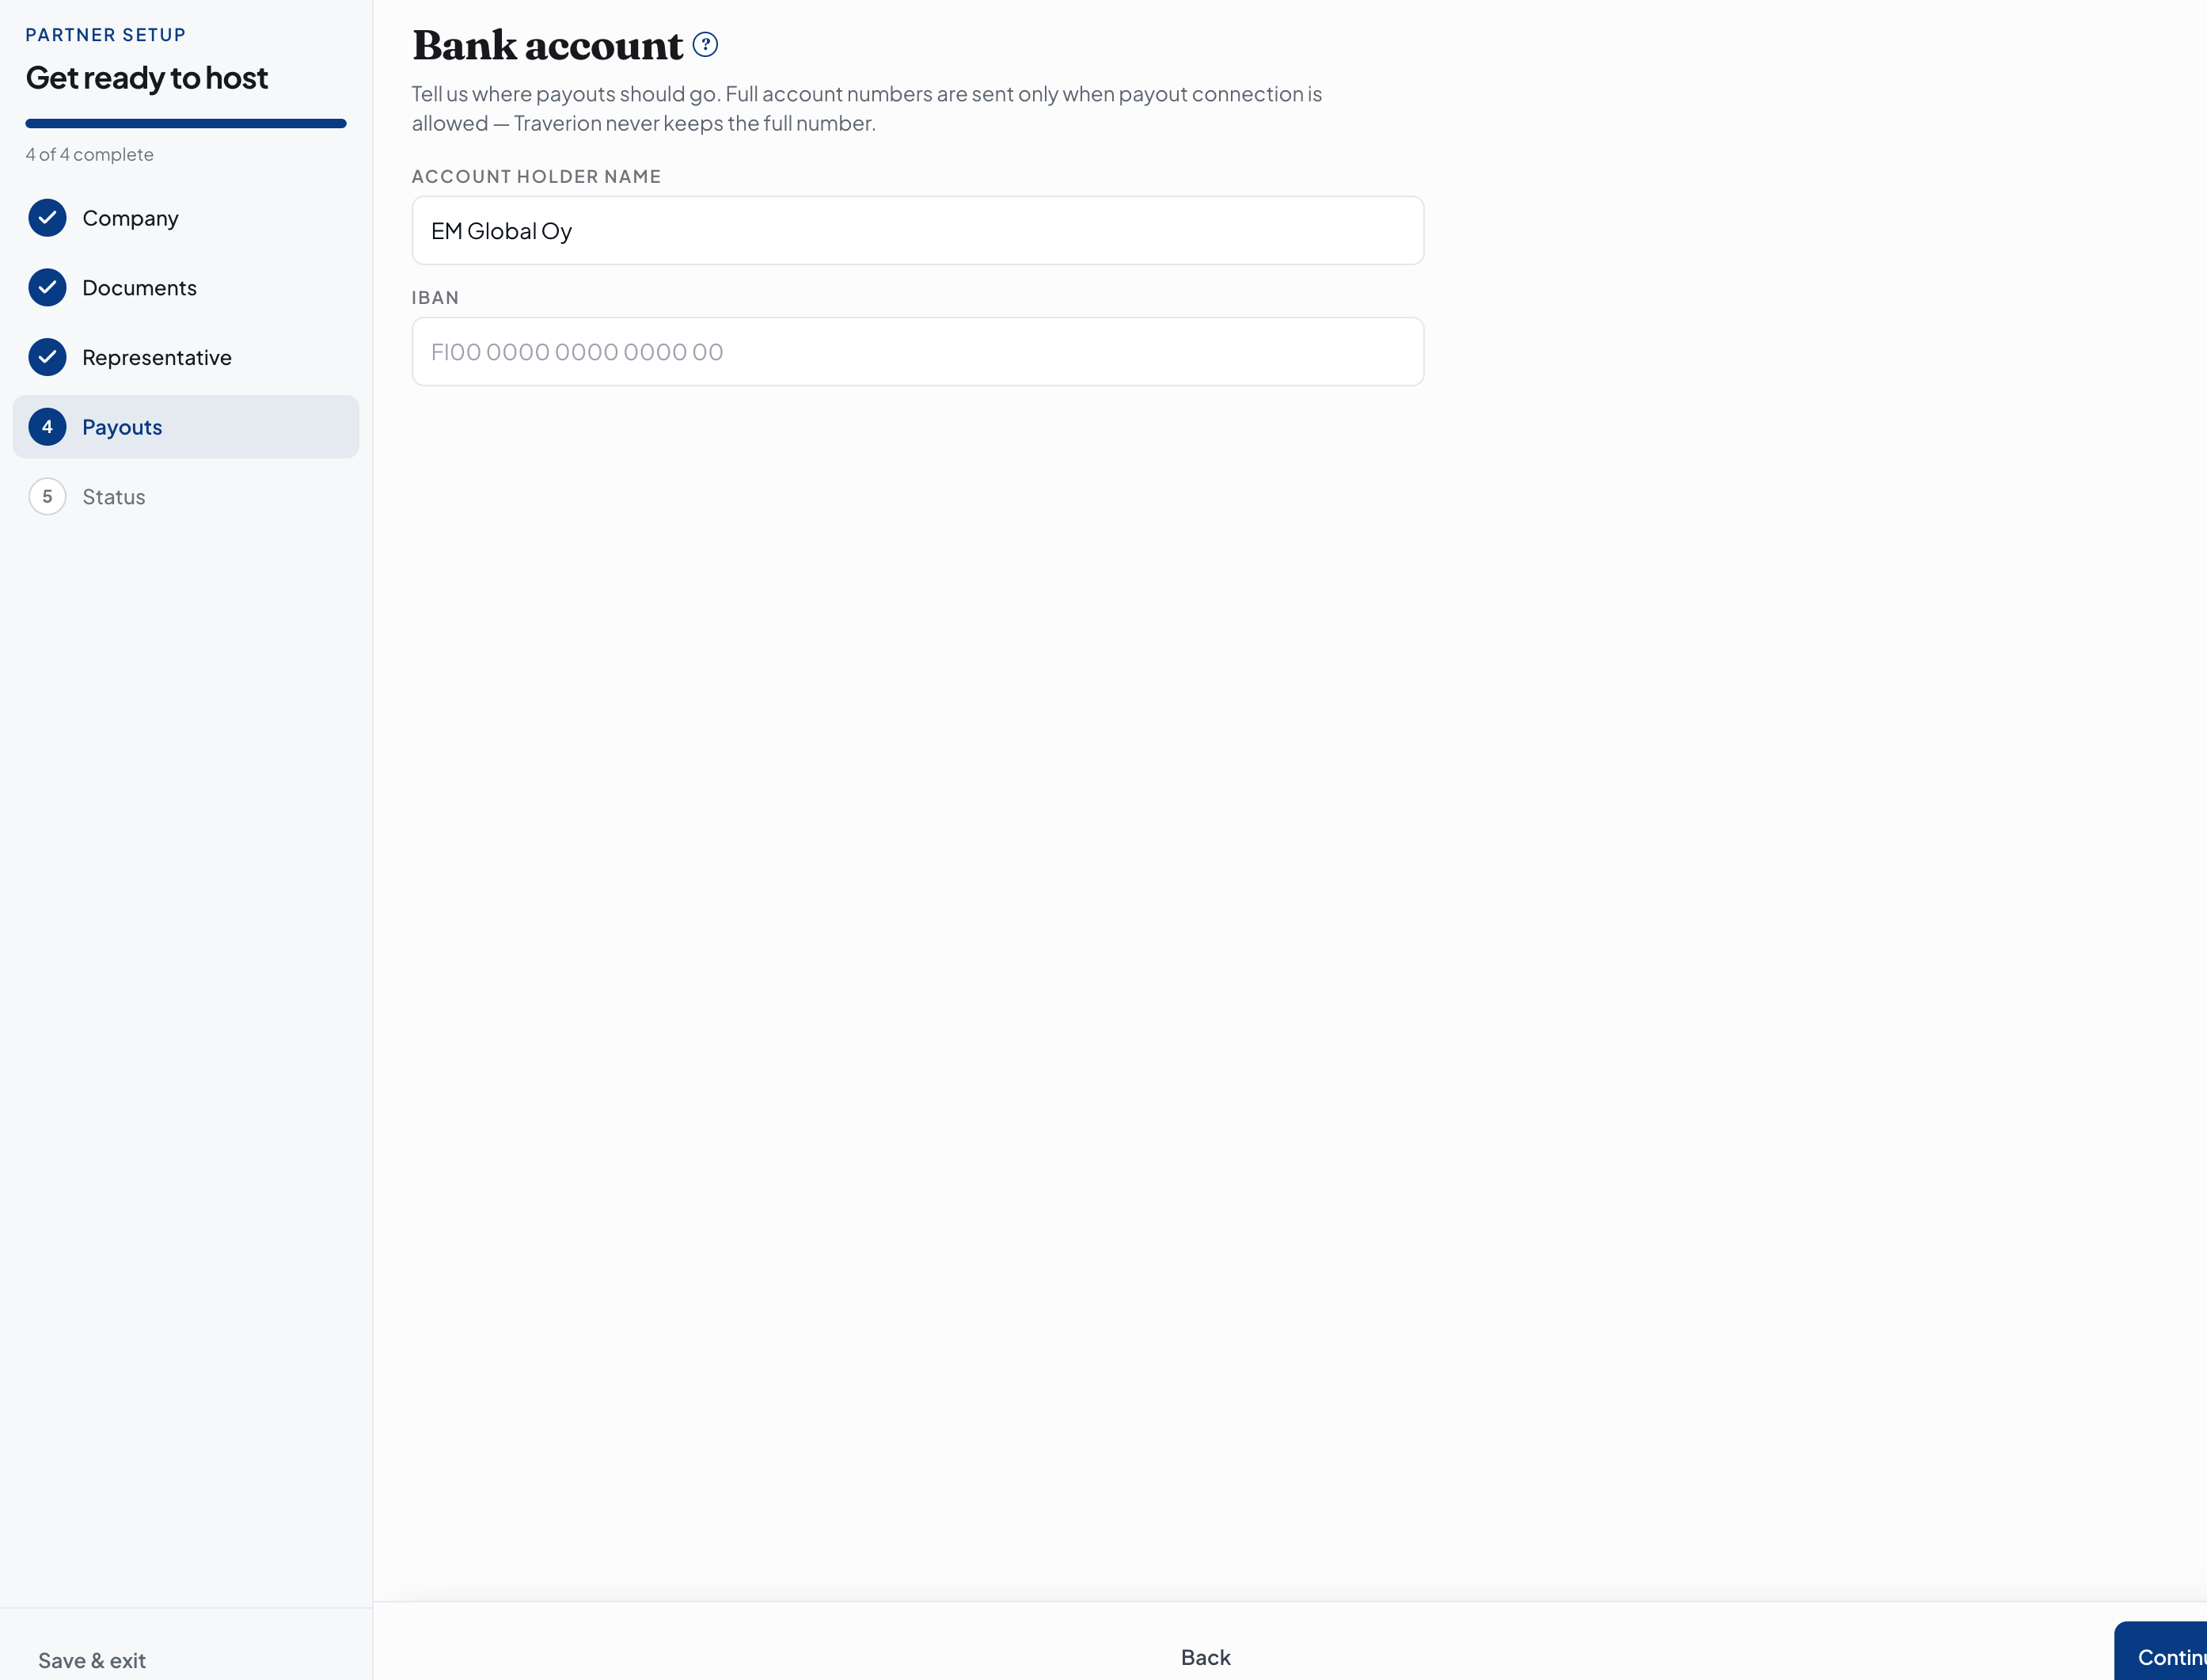 PARTNER SETUP
Get ready to host
4 of 4 complete
Company
Documents
Representative
4 Payouts
5 Status
Save & exit
Bank account ?
Tell us where payouts should go. Full account numbers are sent only when payout connection is
allowed — Traverion never keeps the full number.
ACCOUNT HOLDER NAME
EM Global Oy
IBAN
FI00 0000 0000 0000 00
Back